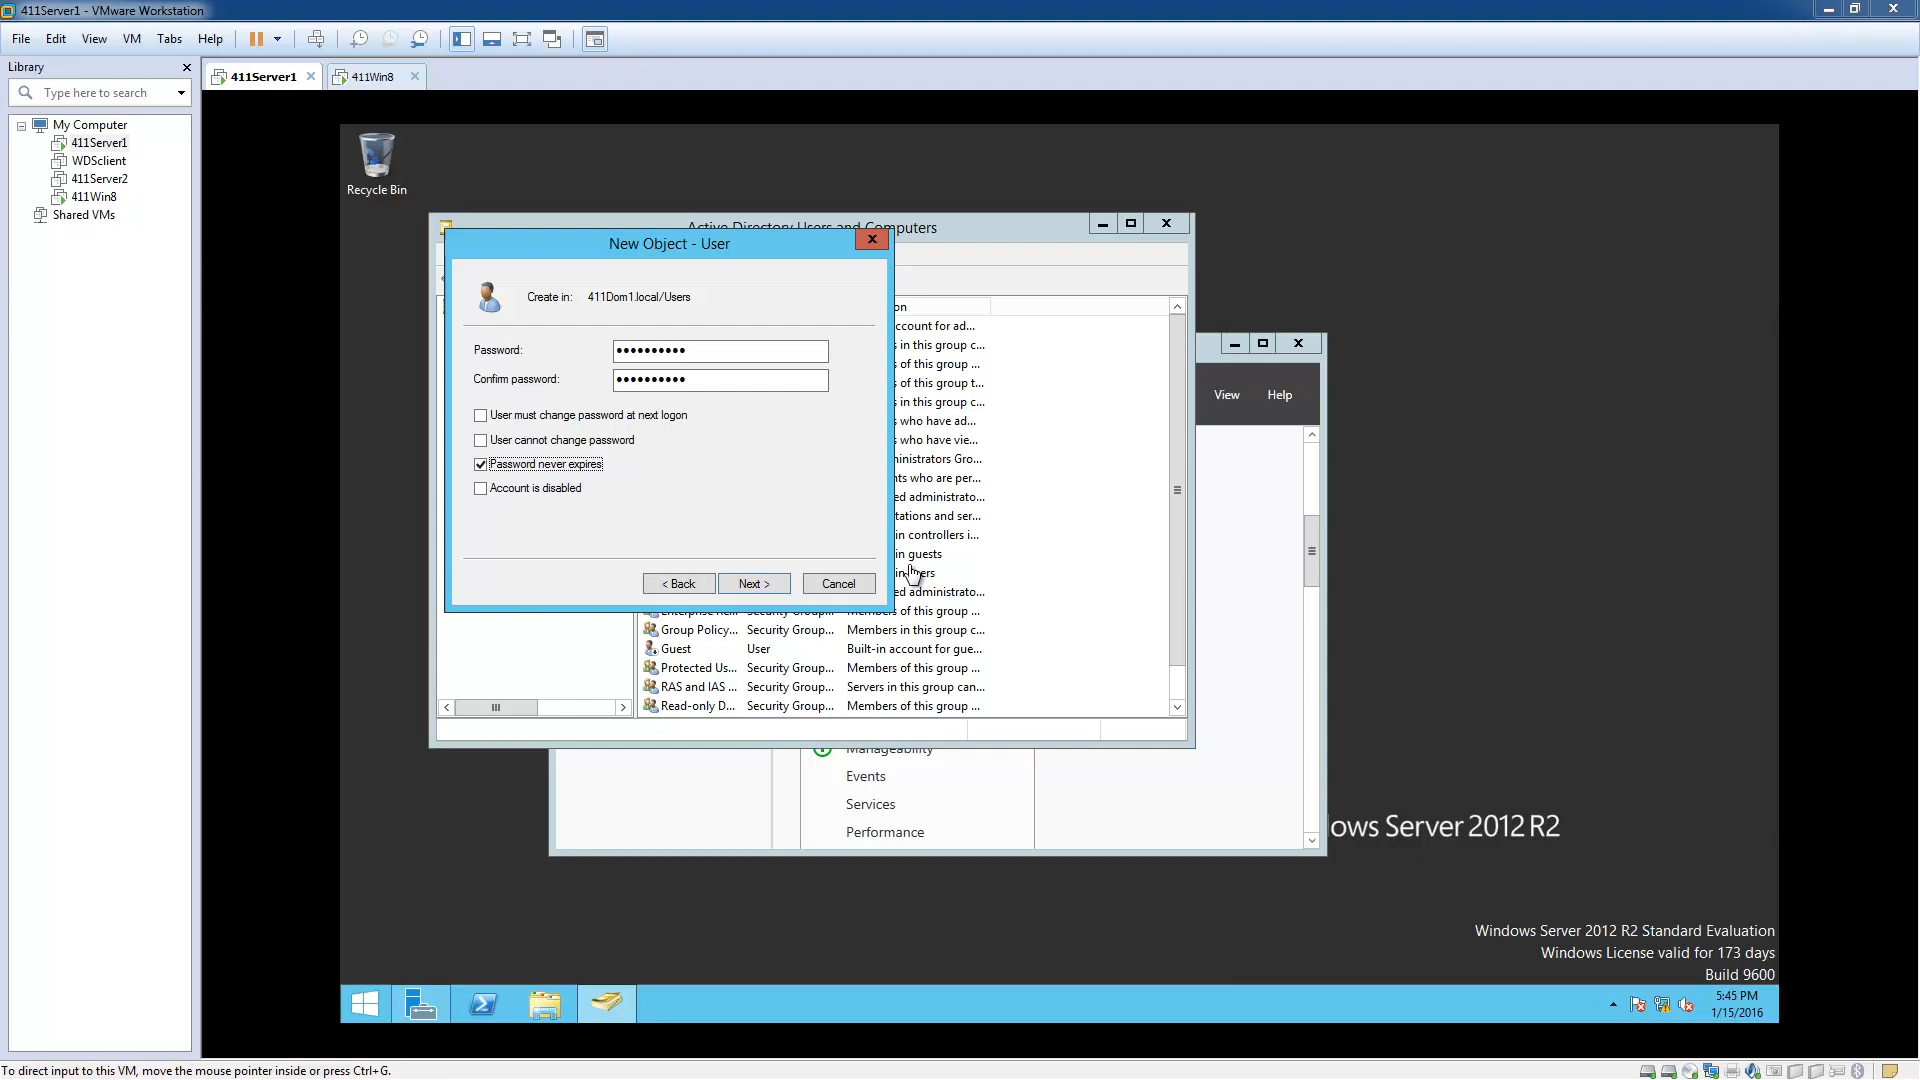 411Server1 - VMware Workstation
File Edit View VM Tabs Help
Library
Type here to search
My Computer
411Server1
WDSclient
411Server2
411Win8
Shared VMs
411Server1
411Win8
Recycle Bin
Active Directory Users and Computers
New Object - User
Create in: 411Dom1.local/Users
Password: ••••••••••
Confirm password: ••••••••••
User must change password at next logon
User cannot change password
Password never expires
Account is disabled
< Back Next > Cancel
on
ccount for ad...
s in this group c...
s of this group ...
s of this group t...
s in this group c...
s who have ad...
s who have vie...
ninistrators Gro...
nts who are per...
ed administrato...
tations and ser...
in controllers i...
in guests
ed administrato...
Members of this group ...
Group Policy... Security Group... Members in this group c...
Guest User Built-in account for gue...
Protected Us... Security Group... Members of this group ...
RAS and IAS ... Security Group... Servers in this group can...
Read-only D... Security Group... Members of this group ...
View Help
Manageability
Events
Services
Performance
ows Server 2012 R2
Windows Server 2012 R2 Standard Evaluation
Windows License valid for 173 days
Build 9600
5:45 PM
1/15/2016
To direct input to this VM, move the mouse pointer inside or press Ctrl+G.